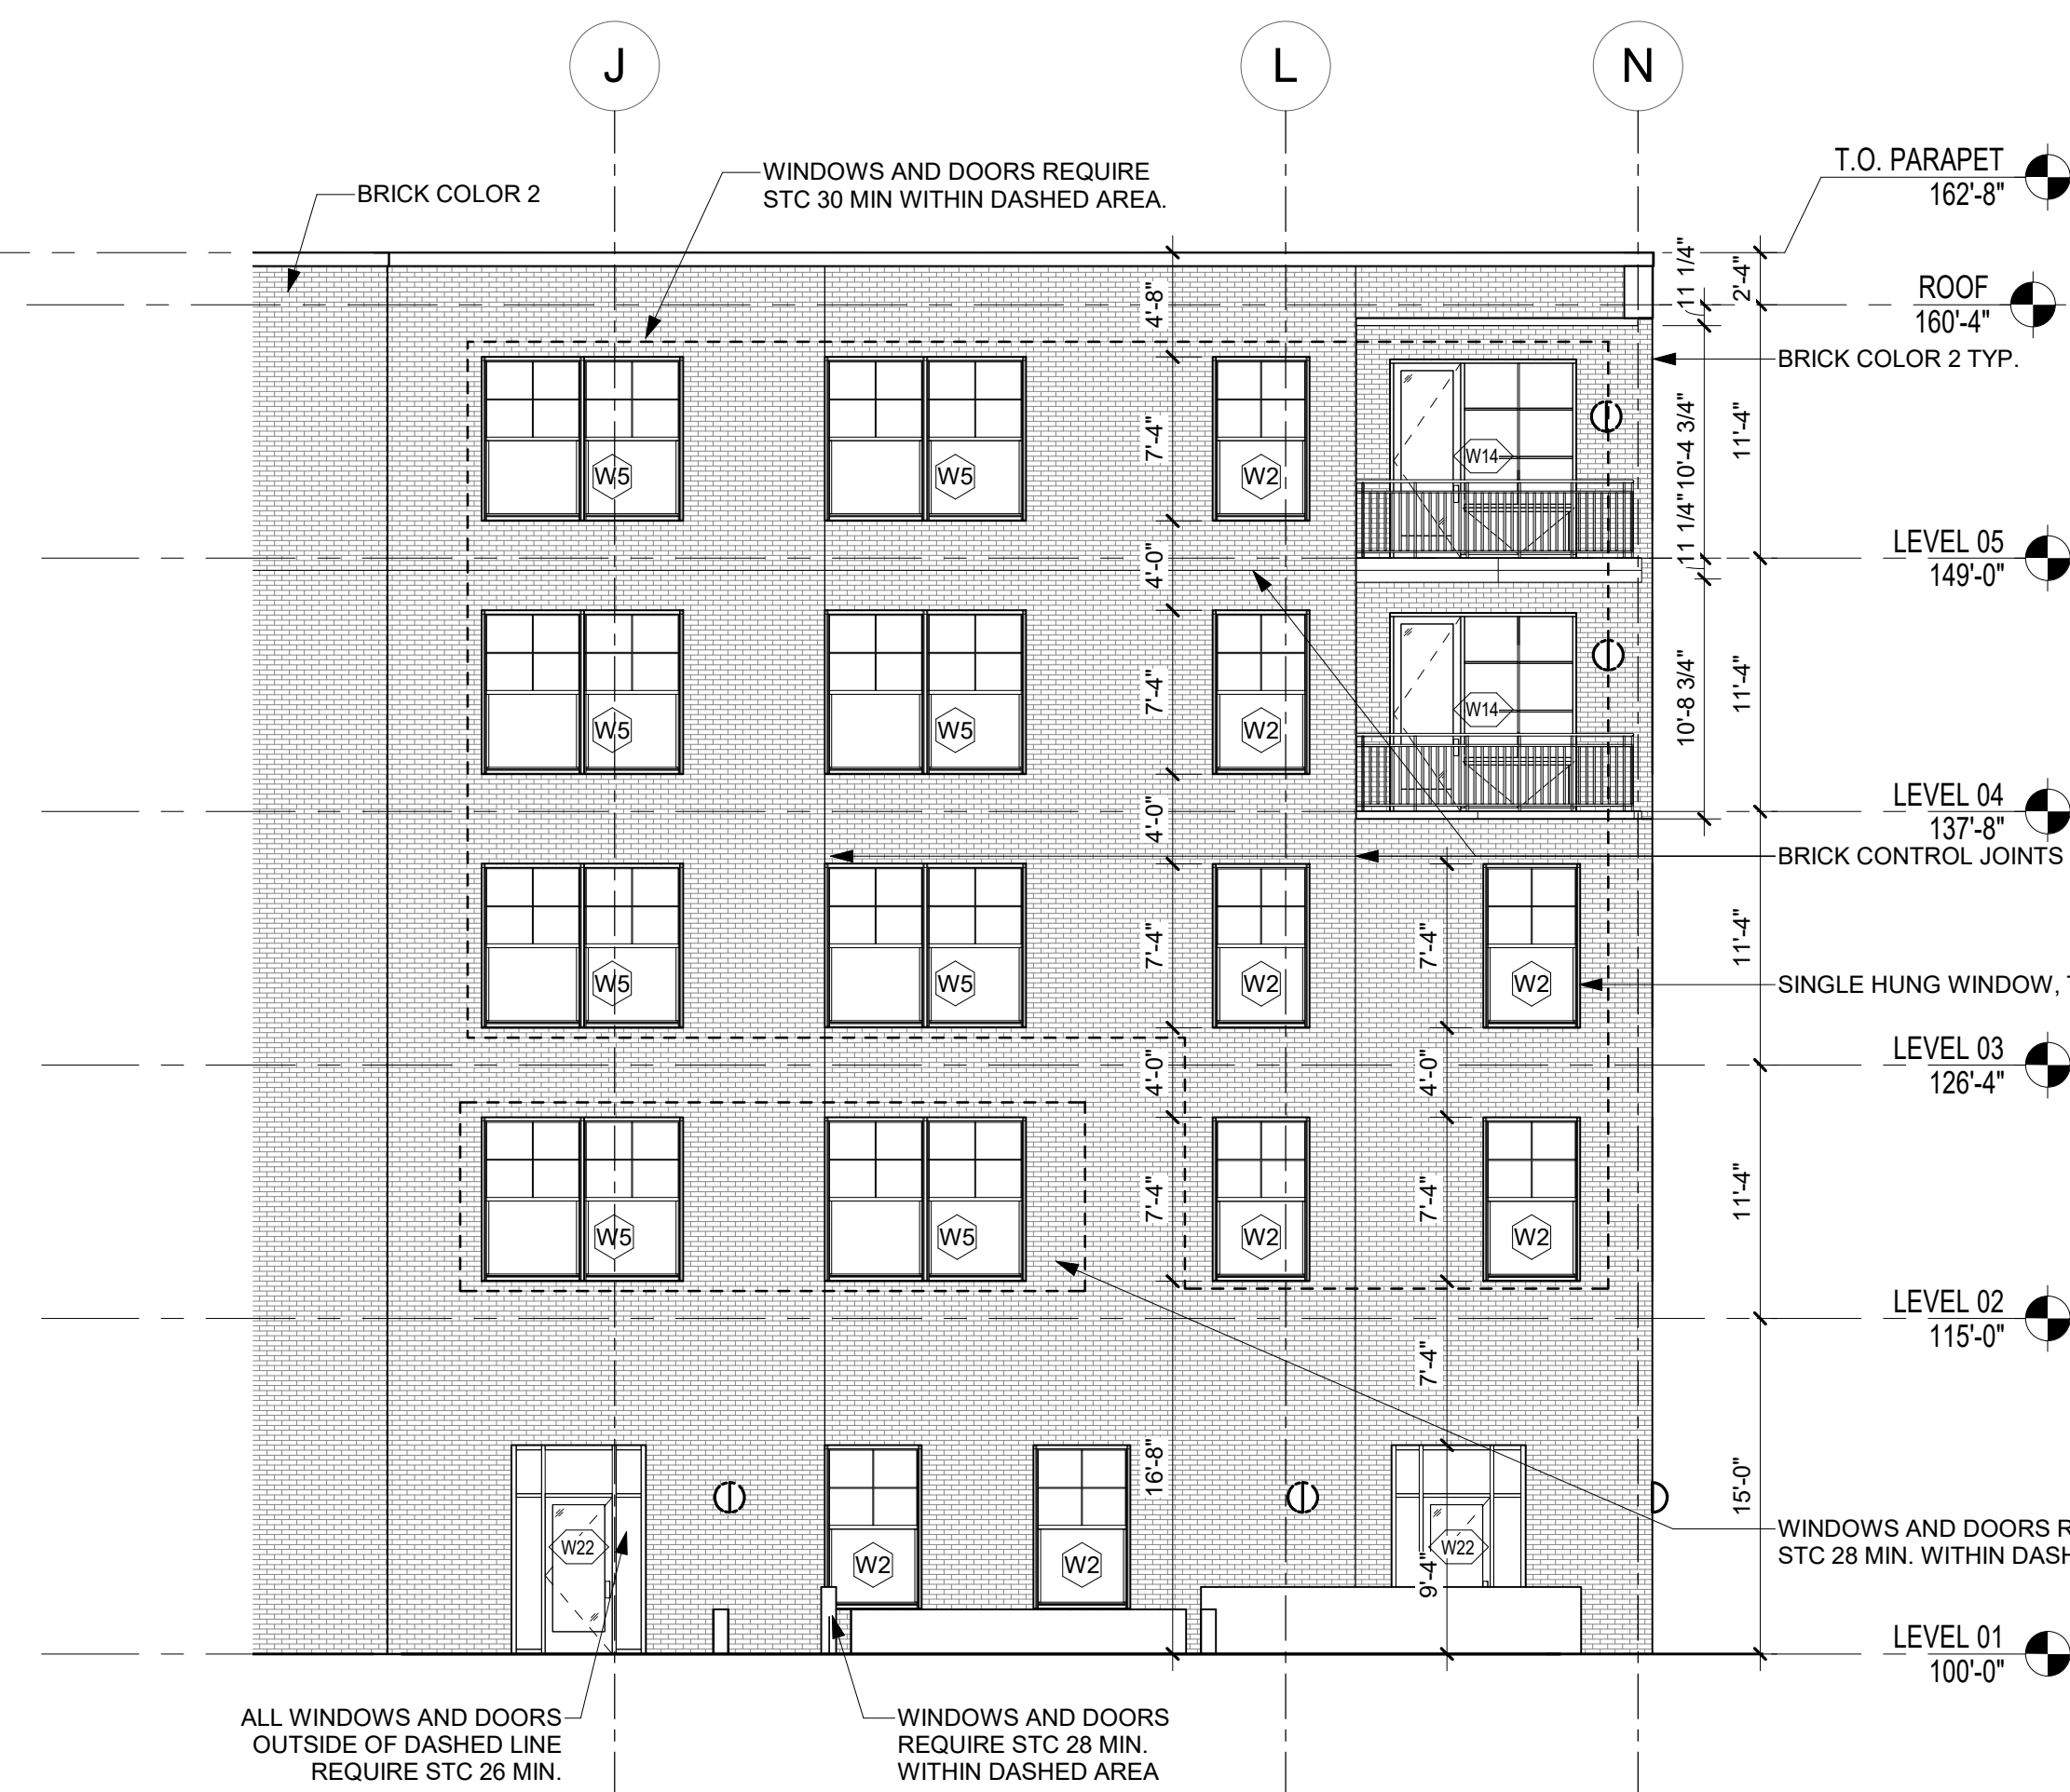 J
L
N
T.O. PARAPET
162'-8"
WINDOWS AND DOORS REQUIRE
STC 30 MIN WITHIN DASHED AREA.
BRICK COLOR 2
11 1/4"
2'-4"
4'-8"
ROOF
160'-4"
BRICK COLOR 2 TYP.
7'-4"
10'-4 3/4"
11'-4"
W5
W5
W2
W14
11 1/4"
4'-0"
LEVEL 05
149'-0"
7'-4"
10'-8 3/4"
11'-4"
W5
W5
W2
W14
4'-0"
LEVEL 04
137'-8"
BRICK CONTROL JOINTS
7'-4"
7'-4"
11'-4"
W5
W5
W2
W2
SINGLE HUNG WINDOW,
4'-0"
4'-0"
LEVEL 03
126'-4"
7'-4"
7'-4"
11'-4"
W5
W5
W2
W2
LEVEL 02
115'-0"
7'-4"
16'-8"
15'-0"
WINDOWS AND DOORS R
STC 28 MIN. WITHIN DASH
W22
W2
W2
W22
9'-4"
LEVEL 01
100'-0"
ALL WINDOWS AND DOORS
OUTSIDE OF DASHED LINE
REQUIRE STC 26 MIN.
WINDOWS AND DOORS
REQUIRE STC 28 MIN.
WITHIN DASHED AREA